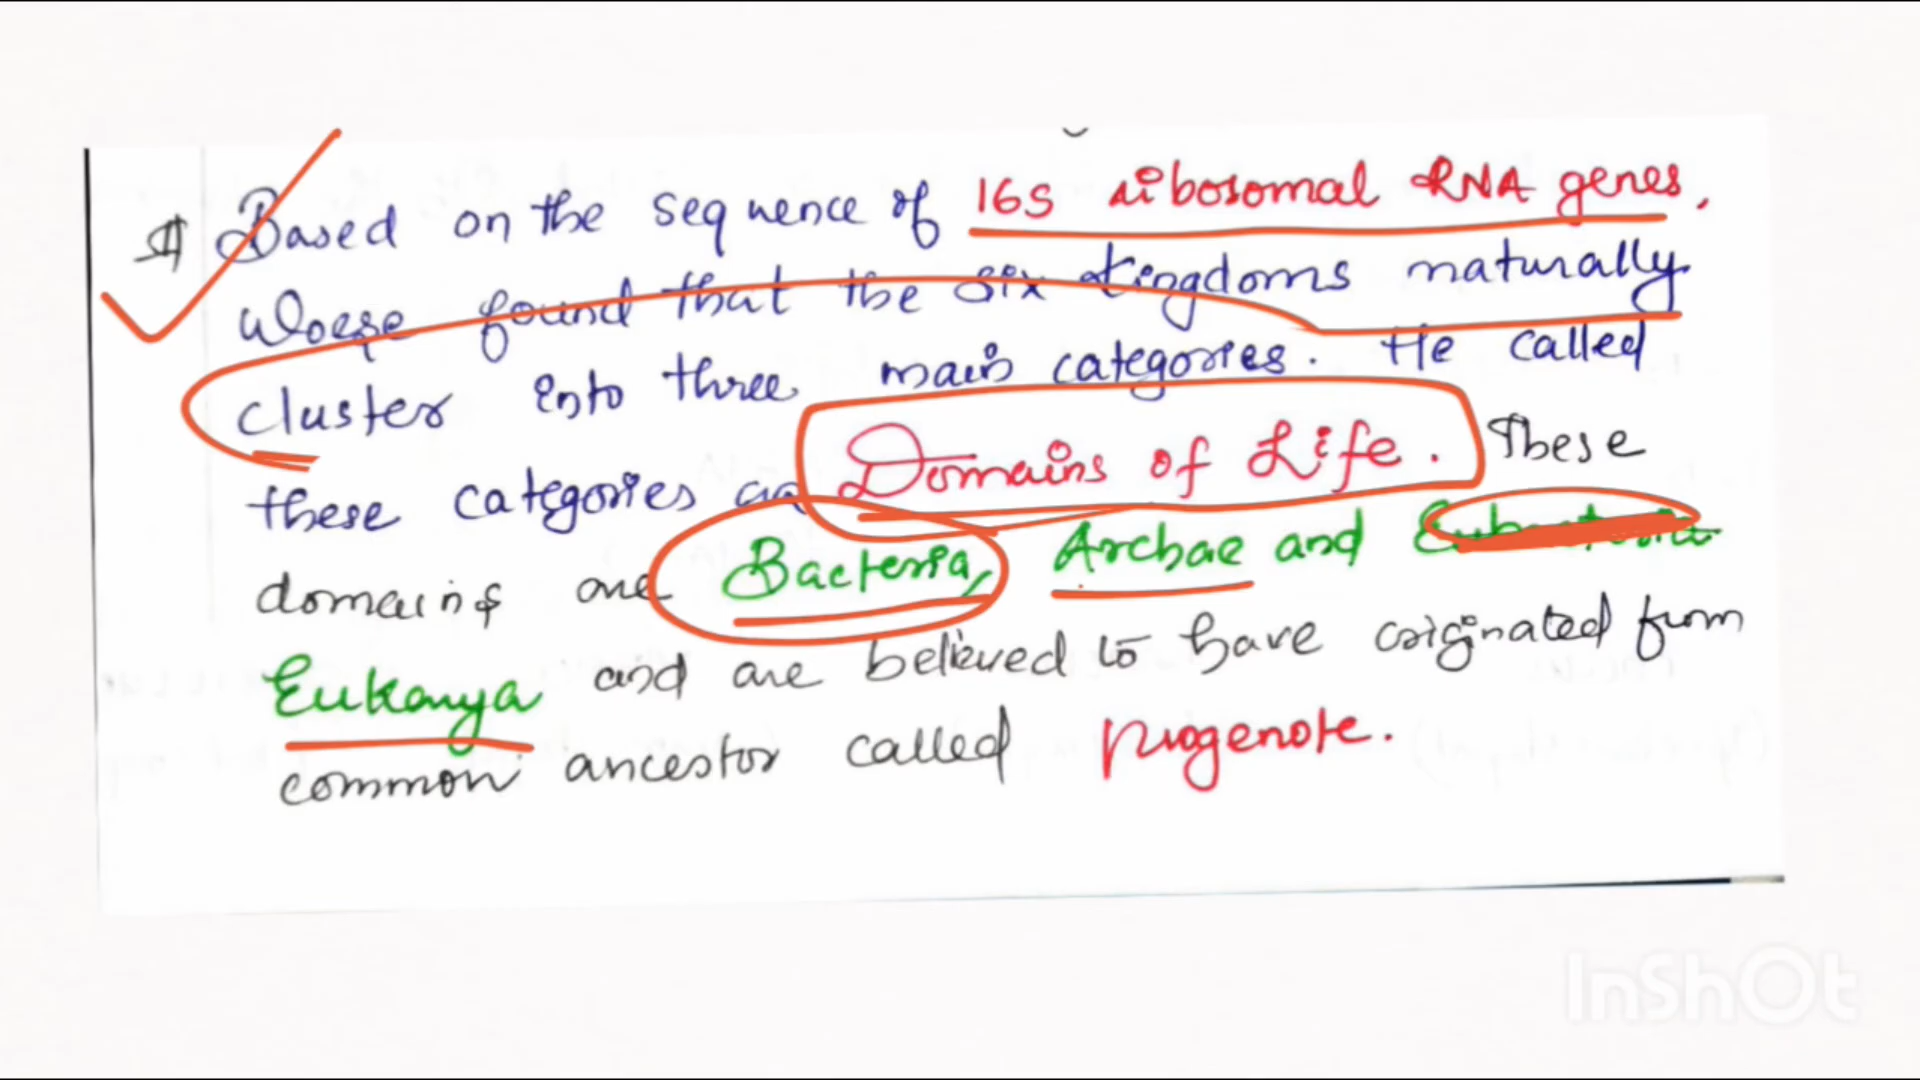 Based on the sequence of 16s ribosomal RNA genes,
Woese found that the six kingdoms naturally
cluster into three main categories. He called
these categories as Domains of Life. These
domains are Bacteria, Archae and Eubacteria
Eukarya and are believed to have originated from
common ancestor called progenote.
InShOt